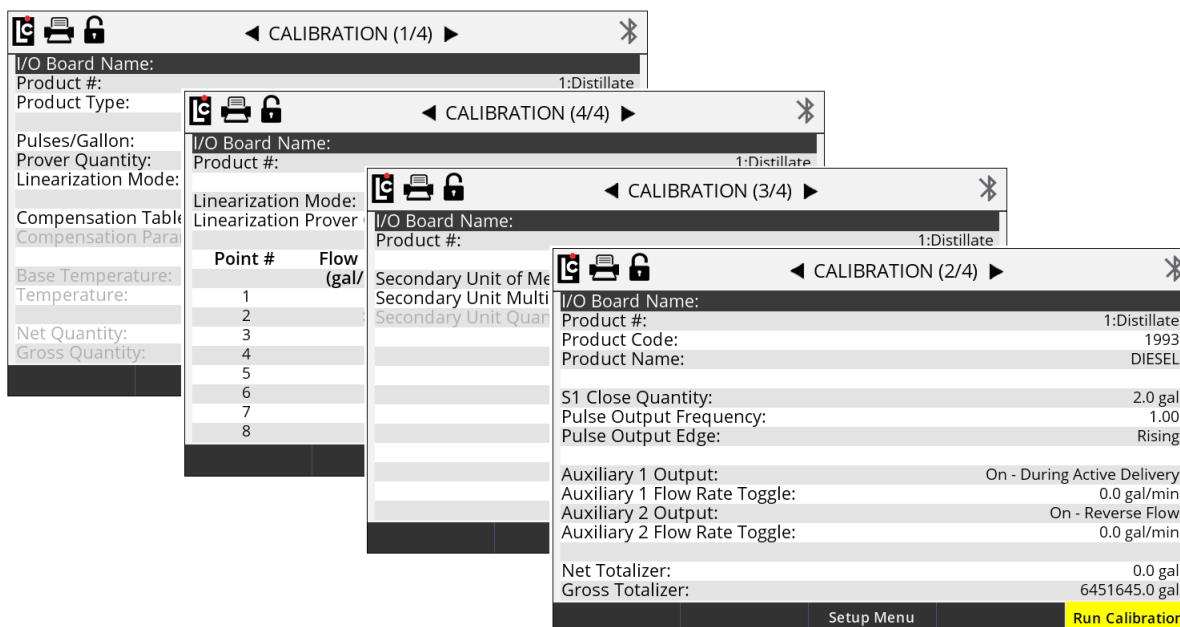 LC
CALIBRATION (1/4)
I/O Board Name:
Product #: 1:Distillate
Product Type:
Pulses/Gallon:
Prover Quantity:
Linearization Mode:
Compensation Table
Compensation
Base Temperature:
Temperature:
Net Quantity:
Gross Quantity:
LC
CALIBRATION (4/4)
I/O Board Name:
Product #: 1:Distillate
Linearization Mode:
Linearization Prover
Point # Flow
(gal/
1
2
3
4
5
6
7
8
LC
CALIBRATION (3/4)
I/O Board Name:
Product #: 1:Distillate
Secondary Unit of Me
Secondary Unit Multi
Secondary Unit Quan
LC
CALIBRATION (2/4)
I/O Board Name:
Product #: 1:Distillate
Product Code: 1993
Product Name: DIESEL
S1 Close Quantity: 2.0 gal
Pulse Output Frequency: 1.00
Pulse Output Edge: Rising
Auxiliary 1 Output: On - During Active Delivery
Auxiliary 1 Flow Rate Toggle: 0.0 gal/min
Auxiliary 2 Output: On - Reverse Flow
Auxiliary 2 Flow Rate Toggle: 0.0 gal/min
Net Totalizer: 0.0 gal
Gross Totalizer: 6451645.0 gal
Setup Menu Run Calibration